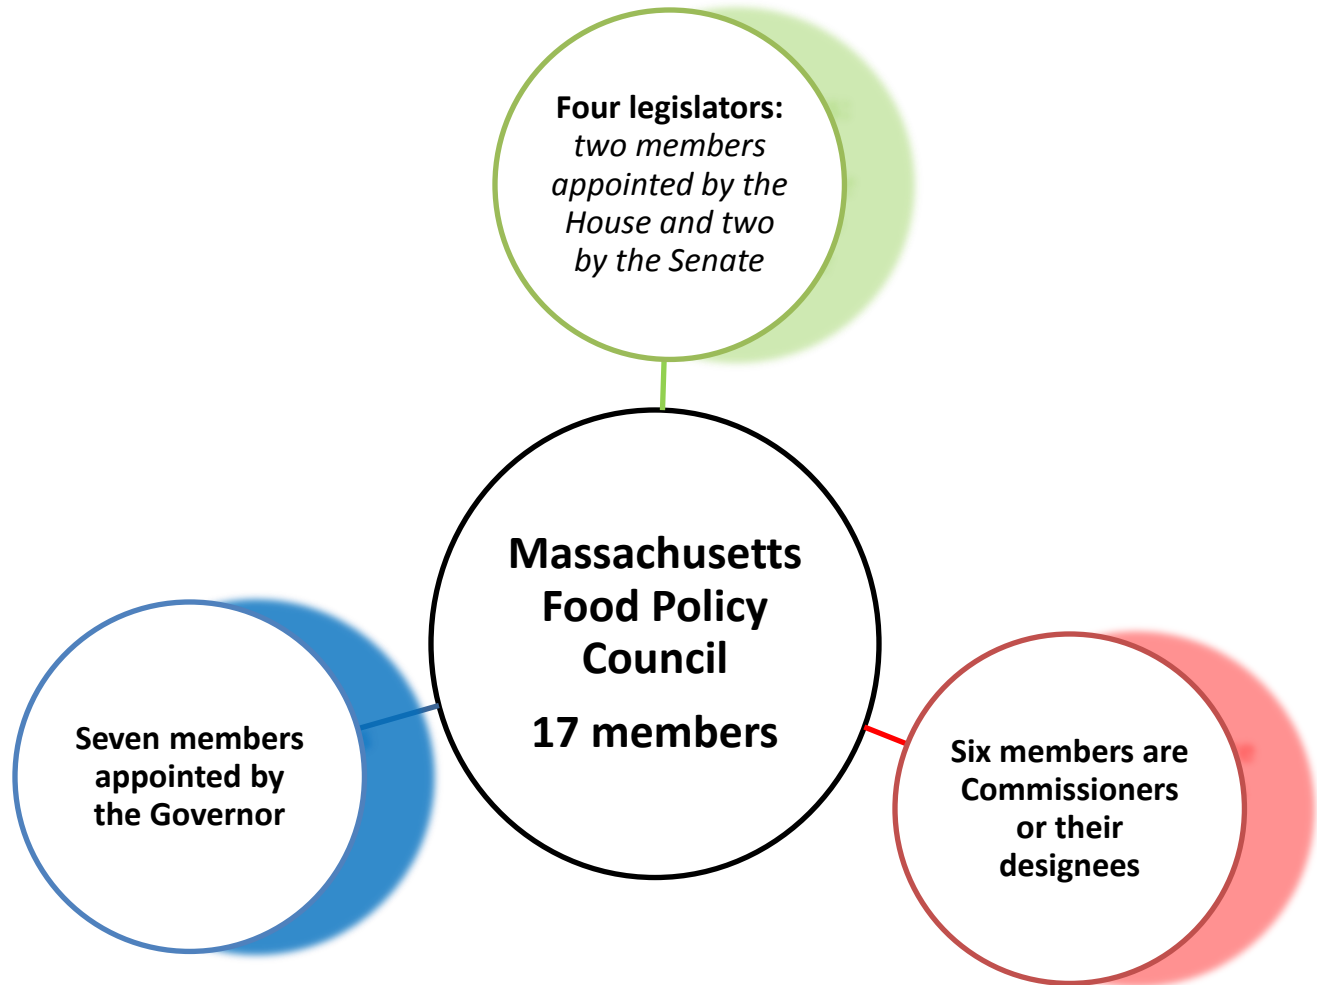 Four legislators:
two members
appointed by the
House and two
by the Senate
Massachusetts
Food Policy
Council
17 members
Seven members
appointed by
the Governor
Six members are
Commissioners
or their
designees